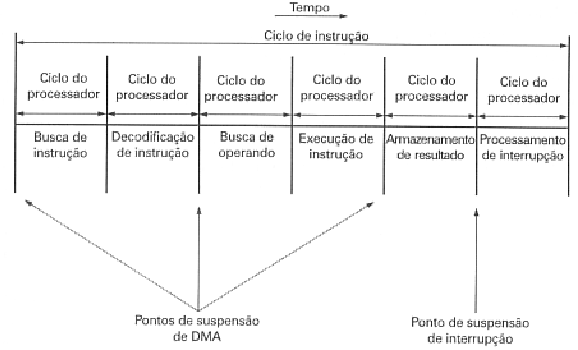 Tempo
Ciclo de instrução
Ciclo do processador
Ciclo do processador
Ciclo do processador
Ciclo do processador
Ciclo do processador
Ciclo do processador
Busca de instrução
Decodificação de instrução
Busca de operando
Execução de instrução
Armazenamento de resultado
Processamento de interrupção
Pontos de suspensão
de DMA
Ponto de suspensão
de interrupção